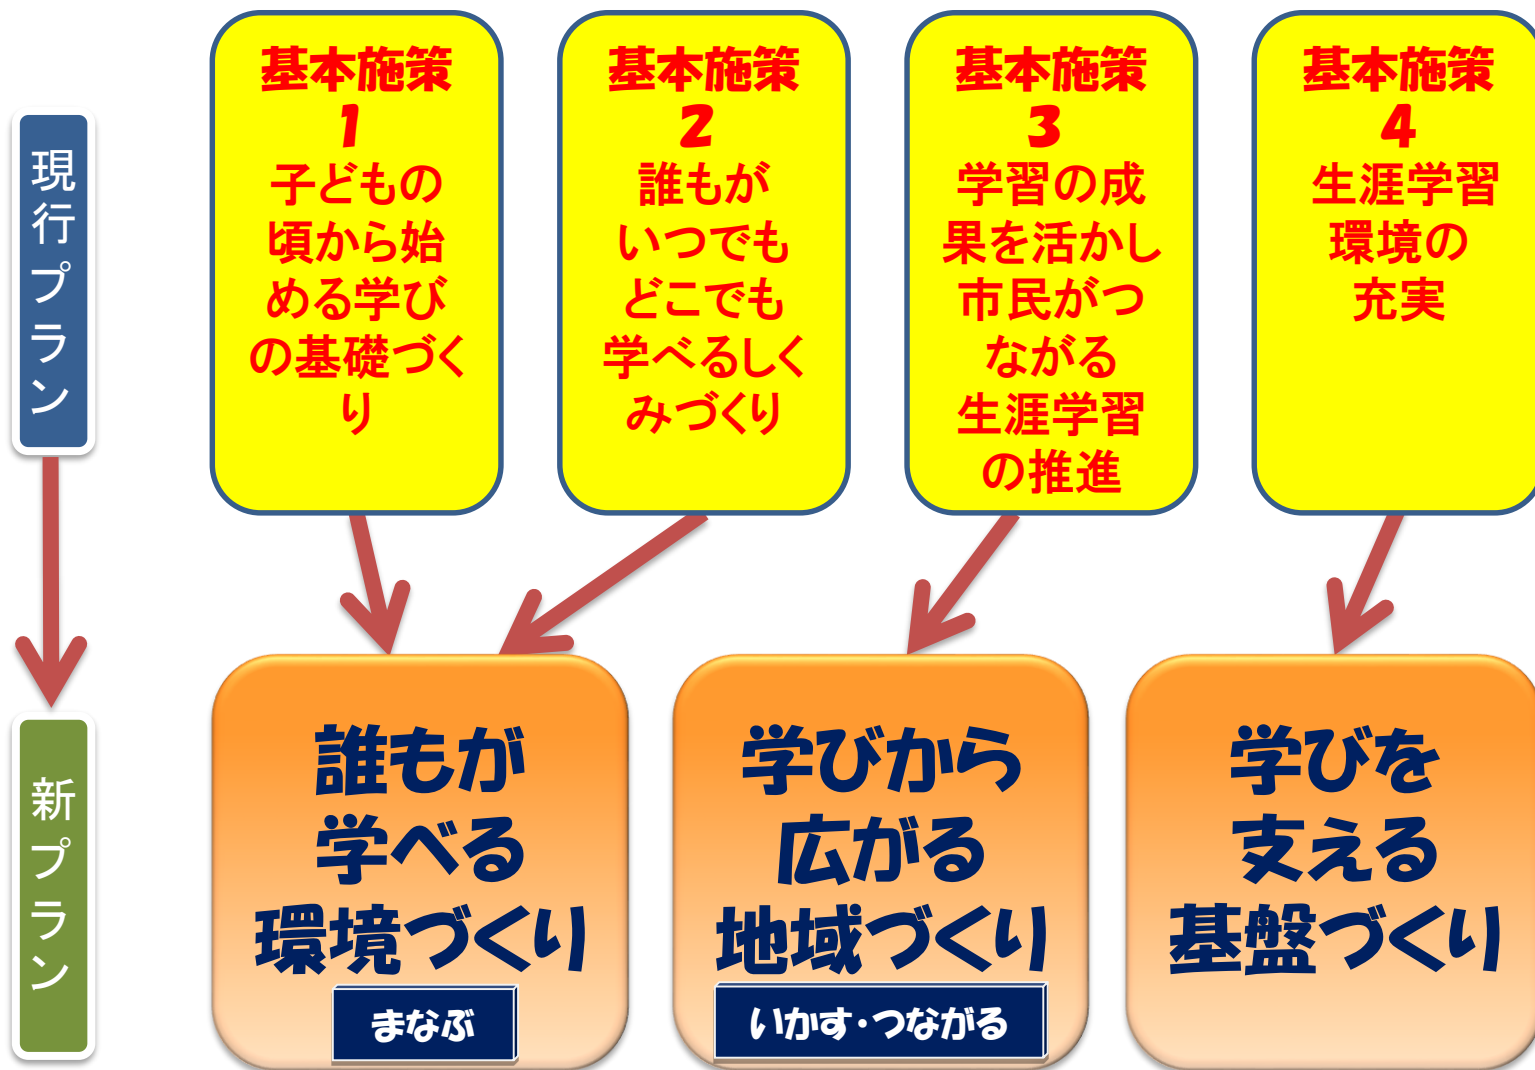 現行プラン
基本施策
1
子どもの
頃から始
める学び
の基礎づく
り
基本施策
2
誰もが
いつでも
どこでも
学べるしく
みづくり
基本施策
3
学習の成
果を活かし
市民がつ
ながる
生涯学習
の推進
基本施策
4
生涯学習
環境の
充実
新プラン
誰もが
学べる
環境づくり
まなぶ
学びから
広がる
地域づくり
いかす・つながる
学びを
支える
基盤づくり